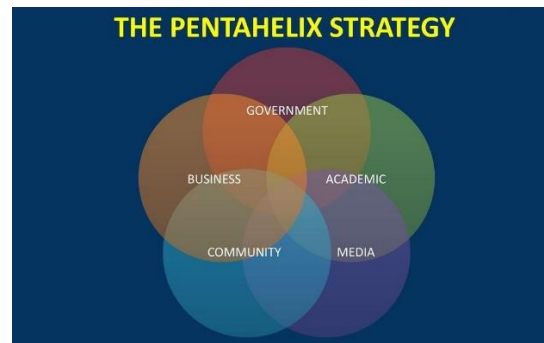 THE PENTAHELIX STRATEGY
GOVERNMENT
BUSINESS
ACADEMIC
COMMUNITY
MEDIA